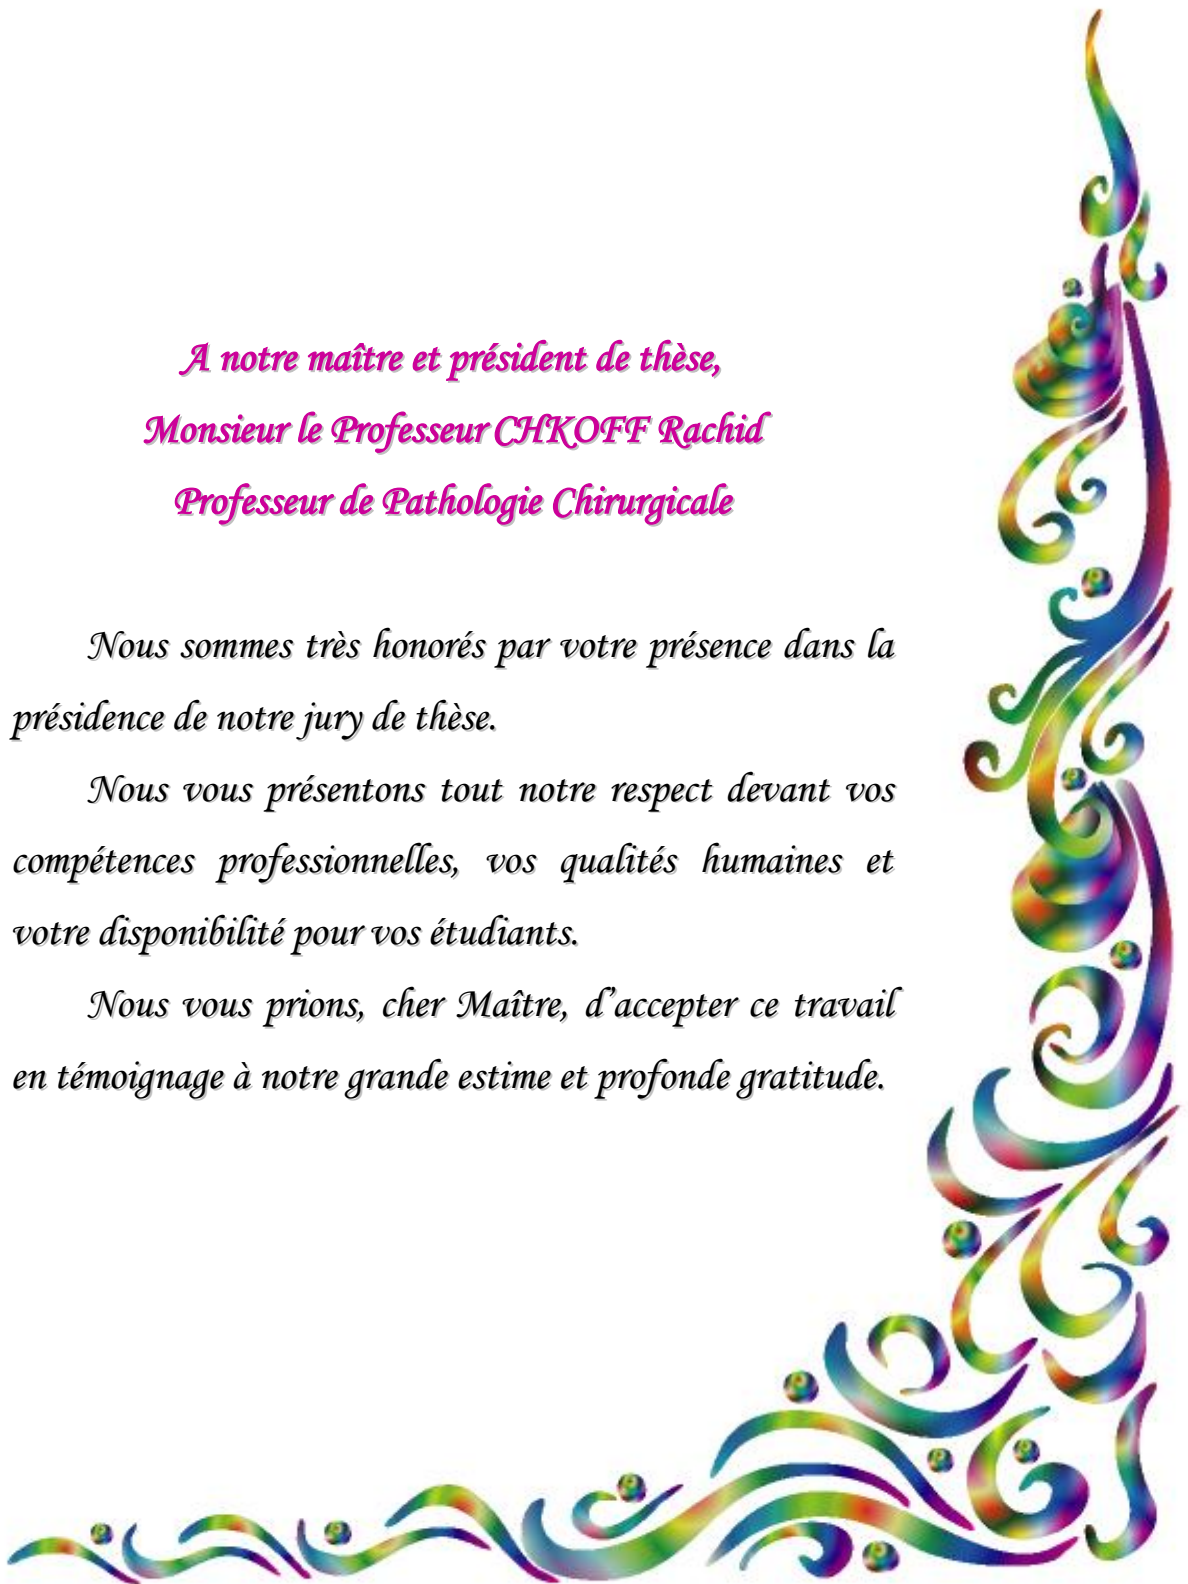 A notre maître et président de thèse,
Monsieur le Professeur CHKOFF Rachid
Professeur de Pathologie Chirurgicale
Nous sommes très honorés par votre présence dans la
présidence de notre jury de thèse.
Nous vous présentons tout notre respect devant vos
compétences professionnelles, vos qualités humaines et
votre disponibilité pour vos étudiants.
Nous vous prions, cher Maître, d’accepter ce travail
en témoignage à notre grande estime et profonde gratitude.